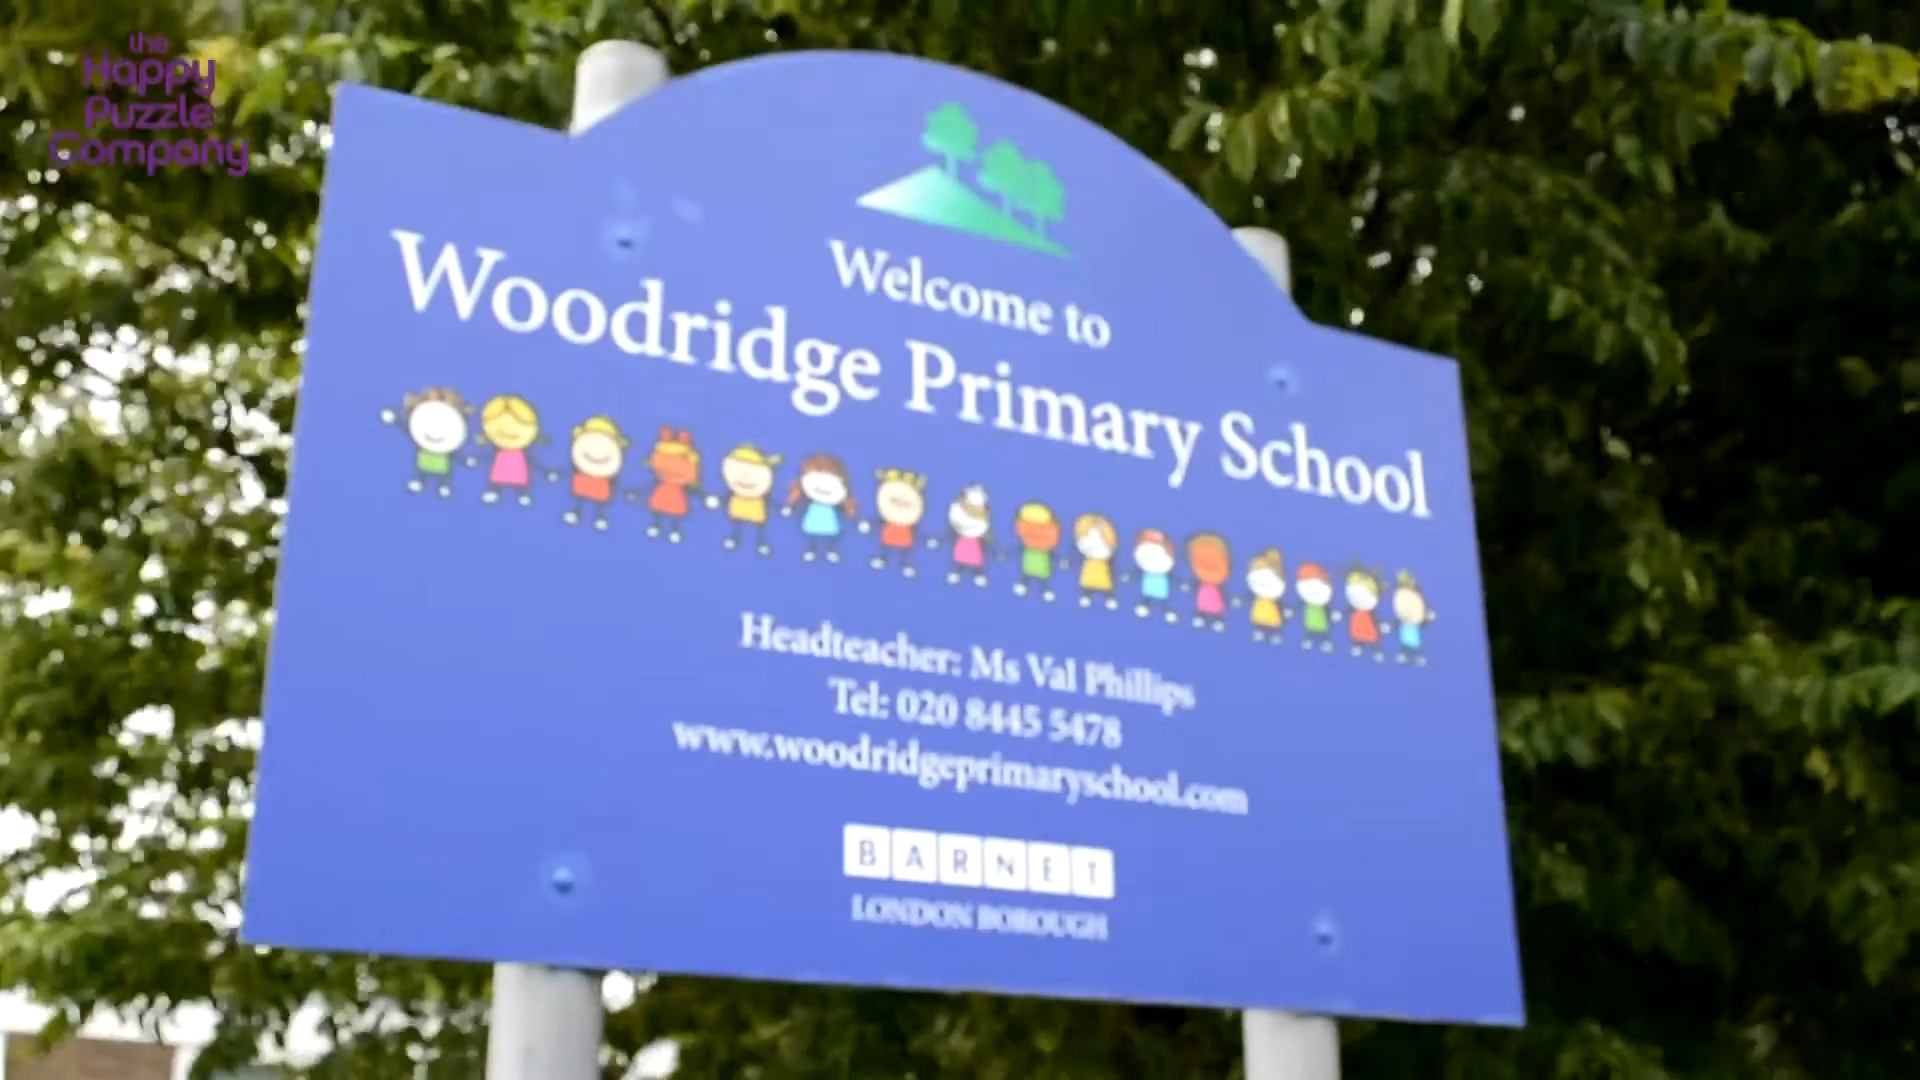 the
Happy
Puzzle
Company
Welcome to
Woodridge Primary School
Headteacher: Ms Val Phillips
Tel: 020 8445 5478
www.woodridgeprimaryschool.com
BARNET
LONDON BOROUGH